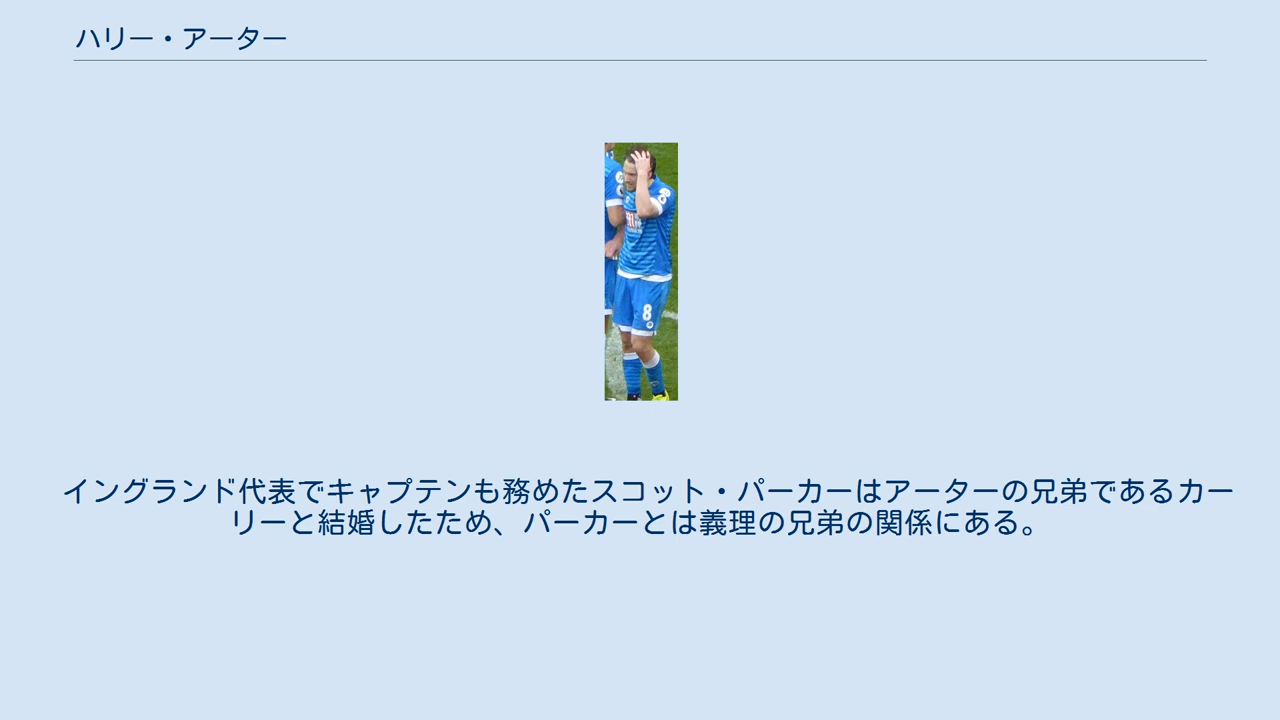 ハリー・アーター
8
イングランド代表でキャプテンも務めたスコット・パーカーはアーターの兄弟であるカー
リーと結婚したため、パーカーとは義理の兄弟の関係にある。